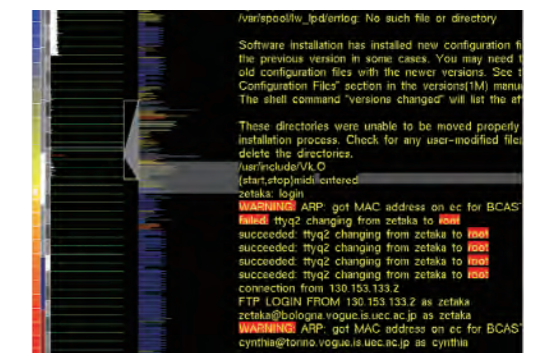 /var/spool/lw_lpd/errlog: No such file or directory
Software installation has installed new configuration fi
the previous version in some cases. You may need t
old configuration files with the newer versions. See t
Configuration Files" section in the versions(1M) manu
The shell command "versions changed" will list the af
These directories were unable to be moved properly
installation process. Check for any user-modified file
delete the directories.
/usr/include/Vk.O
(start,stop)midi entered
zetaka: login
WARNING: ARP: got MAC address on ec for BCAST
failed: ttyq2 changing from zetaka to root
succeeded: ttyq2 changing from zetaka to root
succeeded: ttyq2 changing from zetaka to root
succeeded: ttyq2 changing from zetaka to root
succeeded: ttyq2 changing from zetaka to root
connection from 130.153.133.2
FTP LOGIN FROM 130.153.133.2 as zetaka
zetaka@bologna.vogue.is.uec.ac.jp as zetaka
WARNING: ARP: got MAC address on ec for BCAST
cynthia@torino.vogue.is.uec.ac.jp as cynthia